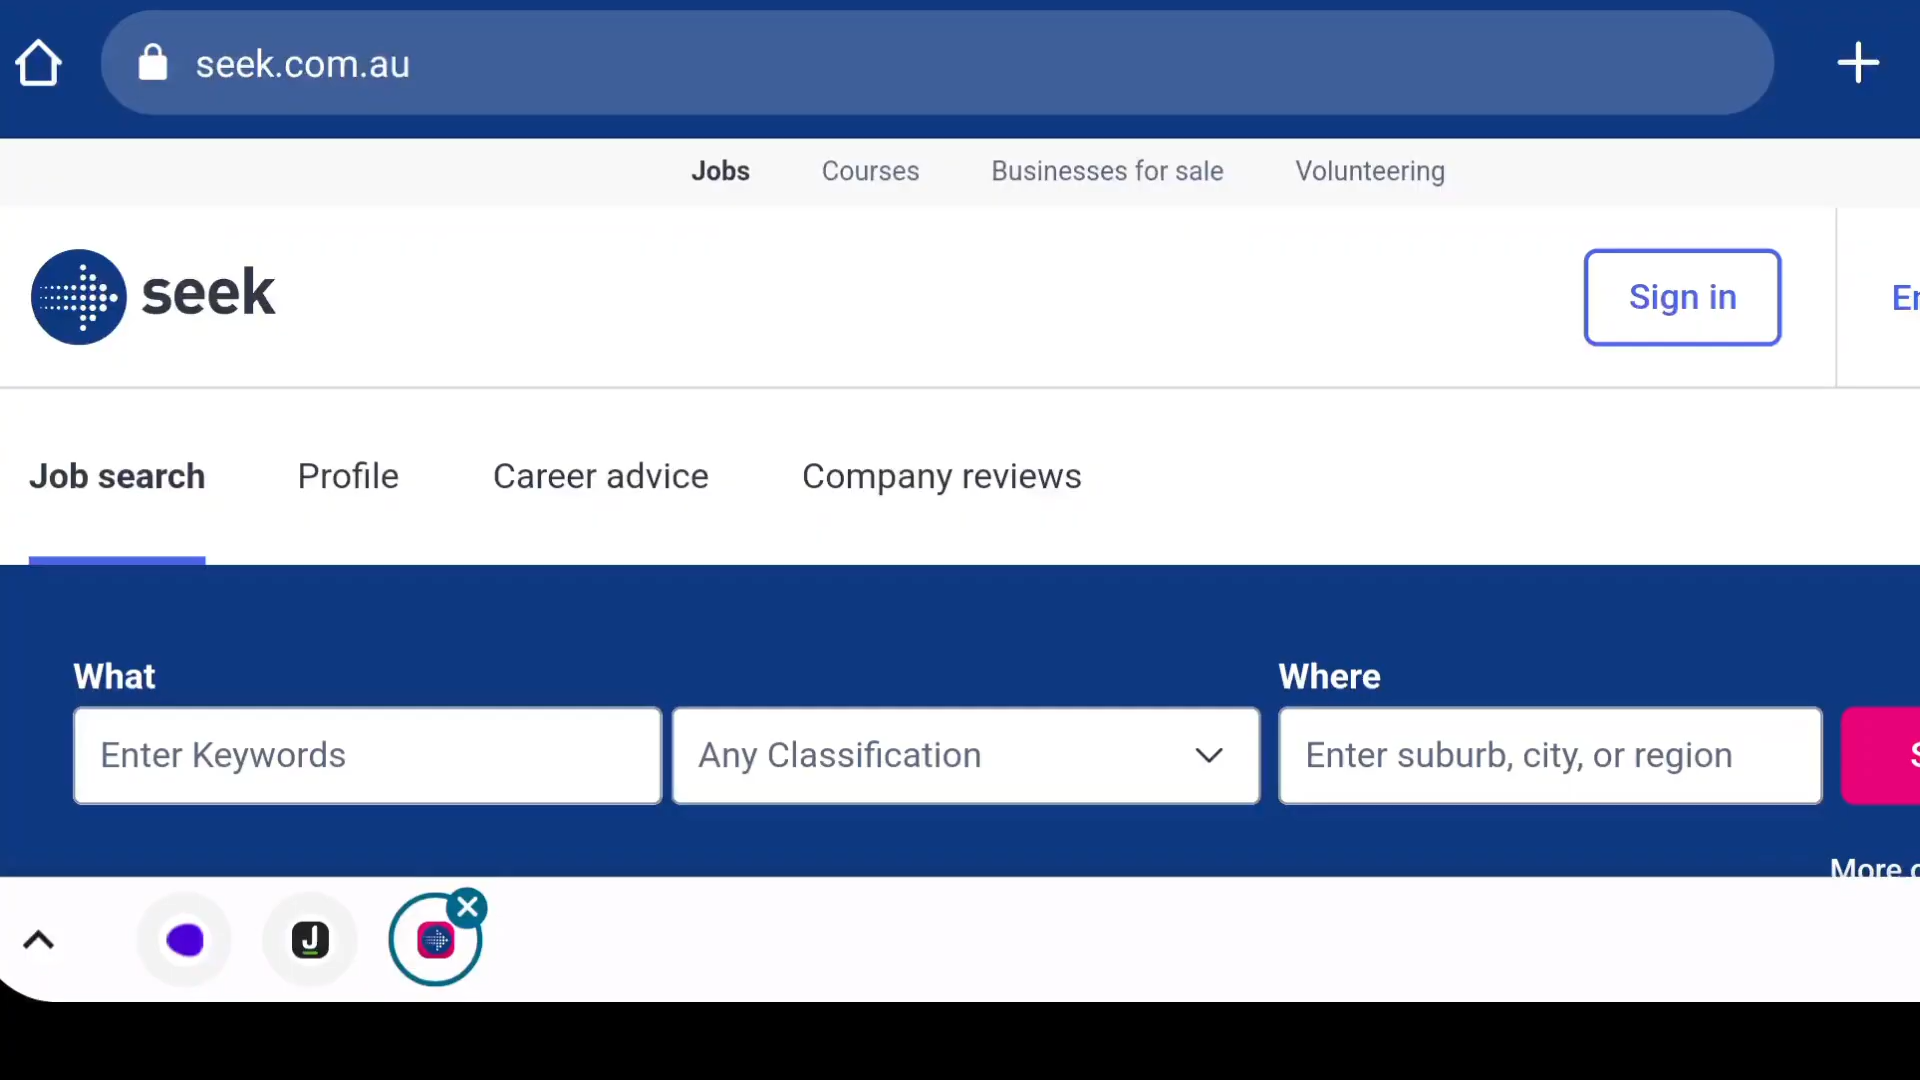 seek.com.au
Jobs Courses Businesses for sale Volunteering
seek
Sign in
Job search Profile Career advice Company reviews
What Where
Enter Keywords Any Classification Enter suburb, city, or region
More
J